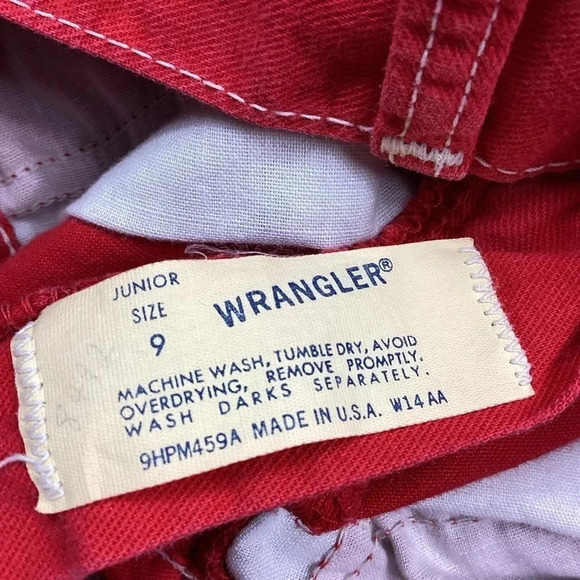 JUNIOR
SIZE
9
WRANGLER®
MACHINE WASH, TUMBLE DRY, AVOID
OVERDRYING, REMOVE PROMPTLY.
WASH DARKS SEPARATELY.
9HPM459A MADE IN U.S.A. W14AA